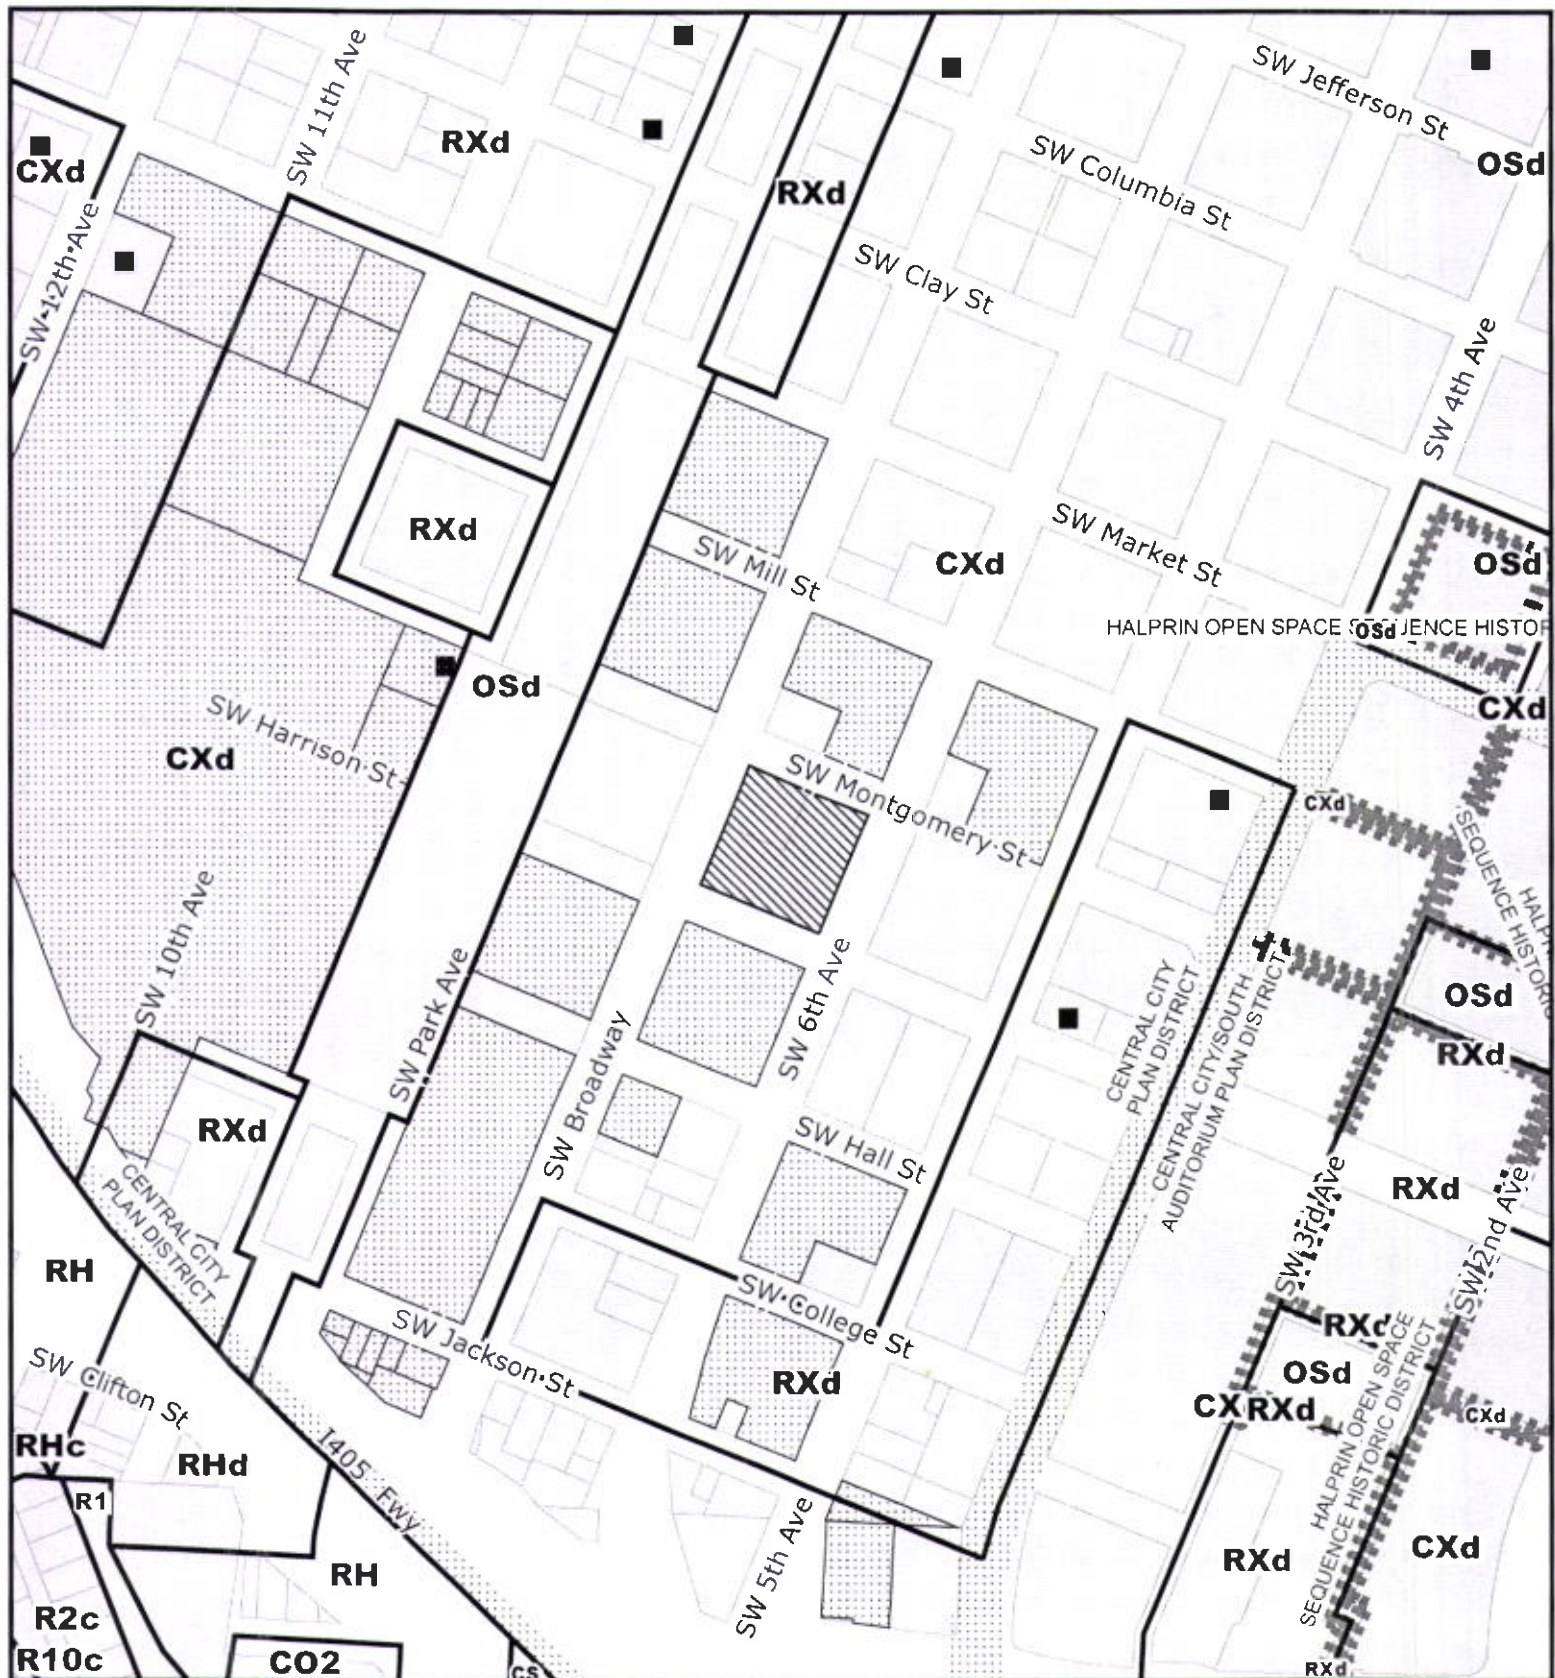 SW 11th Ave
RXd
SW Jefferson St
OSd
CXd
RXd
SW Columbia St
SW 12th Ave
SW Clay St
SW 4th Ave
RXd
SW Mill St
CXd
SW Market St
OSd
HALPRIN OPEN SPACE
OSd
OSd
CXd
SW Harrison St
CXd
SW Montgomery St
CXd
SEQUENCE HISTORIC
SW 10th Ave
SW Park Ave
SW 6th Ave
OSd
CENTRAL CITY
PLAN DISTRICT
CENTRAL CITY/SOUTH
AUDITORIUM PLAN DISTRICT
RXd
SW Broadway
RXd
SW Hall St
CENTRAL CITY
PLAN DISTRICT
SW 3rd Ave
RXd
SW 2nd Ave
RH
SW College St
RXd
SW Jackson St
OSd
RXd
CX
RXd
CXd
SW Clifton St
RHc
RHd
I405 Fwy
HALPRIN OPEN SPACE
SEQUENCE HISTORIC DISTRICT
R1
SW 5th Ave
RH
RXd
CXd
R2c
R10c
CO2
CS
RXd